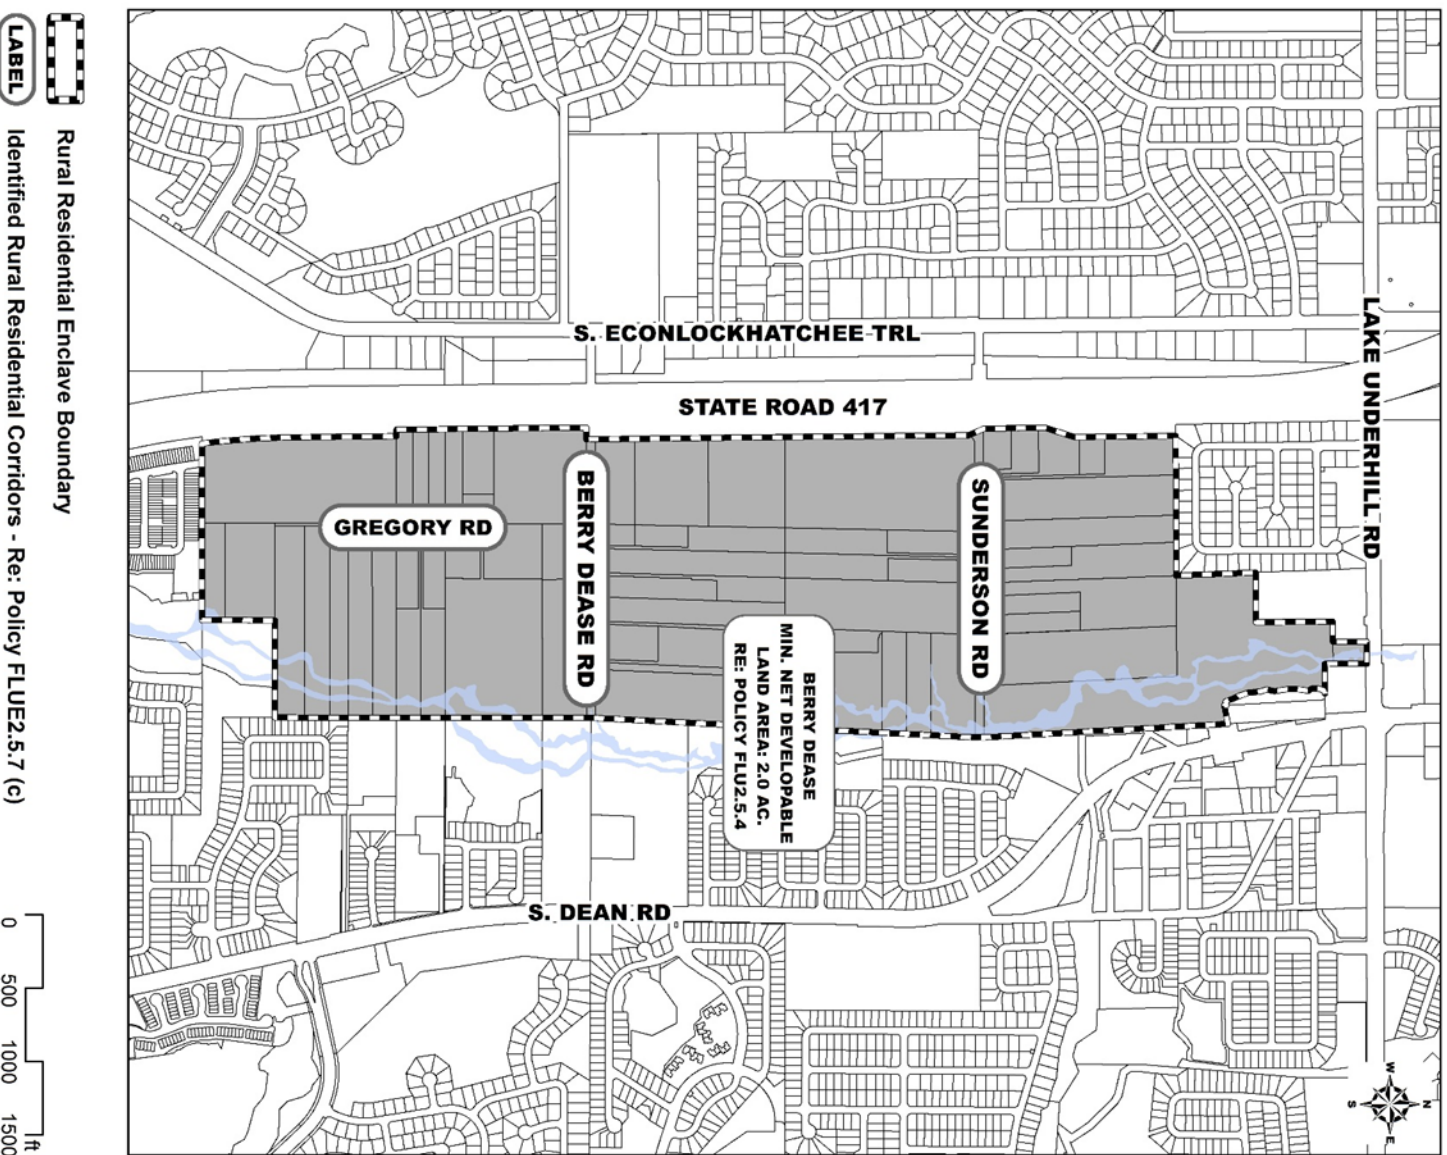 LABEL
Rural Residential Enclave Boundary
Identified Rural Residential Corridors - Re: Policy FLUE2.5.7 (c)
0 500 1000 1500 ft
S. ECONLOCKHATCHEE TRL
STATE ROAD 417
LAKE UNDERHILL RD
GREGORY RD
BERRY DEASE RD
SUNDERSON RD
BERRY DEASE
MIN. NET DEVELOPABLE
LAND AREA: 2.0 AC.
RE: POLICY FLU2.5.4
S. DEAN RD
N
W
E
S